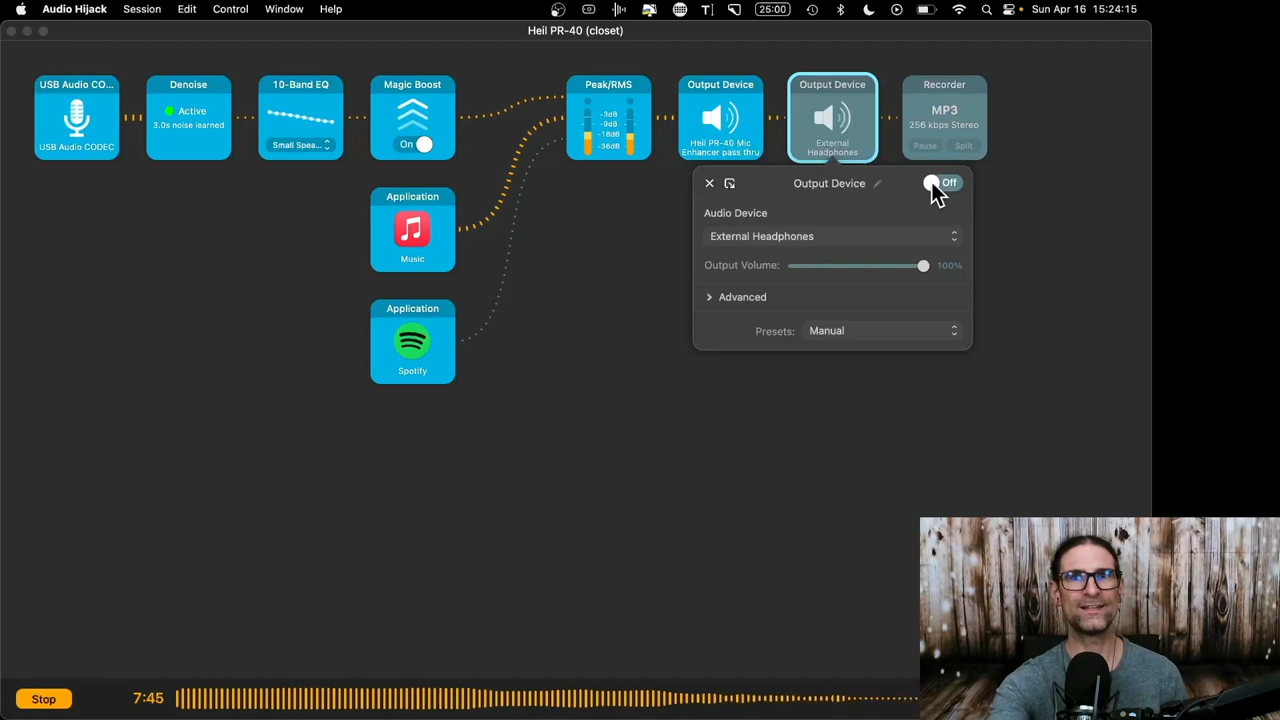 Audio Hijack Session Edit Control Window Help
25:00
Sun Apr 16 15:24:15
Heil PR-40 (closet)
USB Audio CO...
USB Audio CODEC
Denoise
Active
3.0s noise learned
10-Band EQ
Small Spea...
Magic Boost
On
Peak/RMS
-3dB
-9dB
-18dB
-36dB
Output Device
Heil PR-40 Mic
Enhancer pass thru
Output Device
External
Headphones
Recorder
MP3
256 kbps Stereo
Pause Split
Application
Music
Application
Spotify
Output Device
Off
Audio Device
External Headphones
Output Volume: 100%
Advanced
Presets: Manual
Stop
7:45